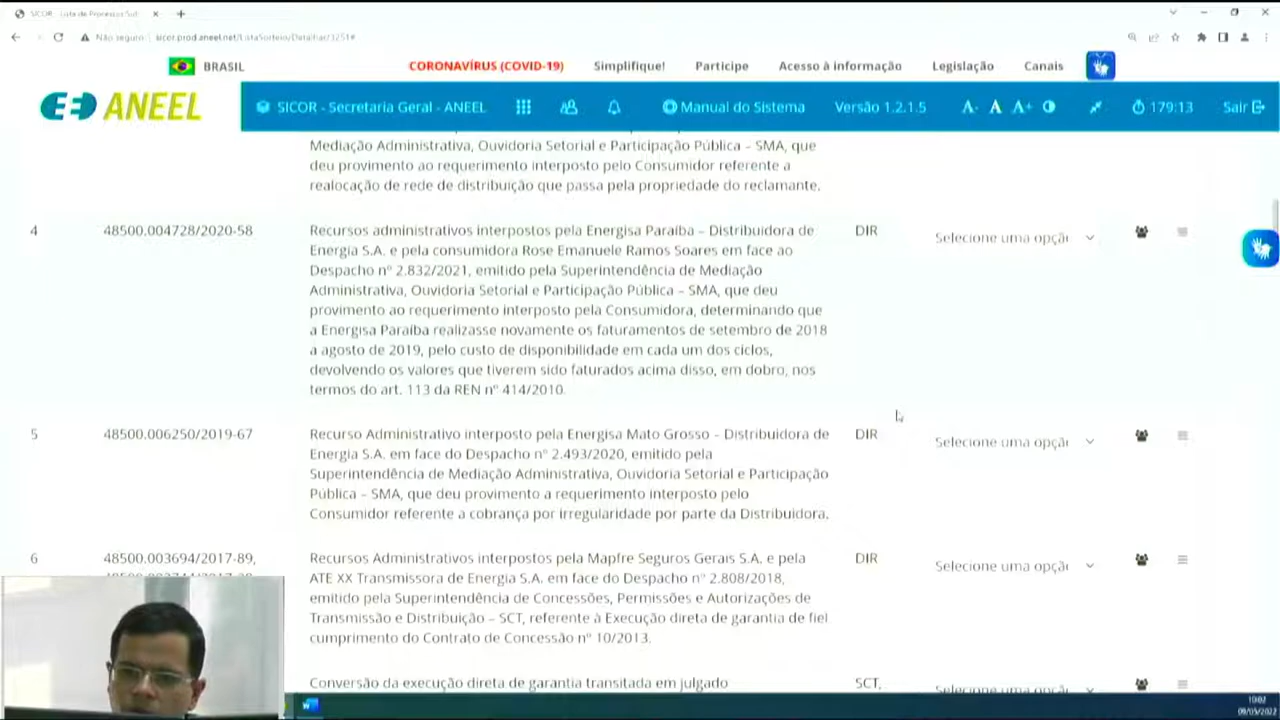 SICOR - Lista de Processos Sub
Não seguro
sicor.prod.aneel.net/ListaSorteio/Detalhar/3251#
BRASIL
CORONAVÍRUS (COVID-19)
Simplifique!
Participe
Acesso à informação
Legislação
Canais
ANEEL
SICOR - Secretaria Geral - ANEEL
Manual do Sistema
Versão 1.2.1.5
A-
A
A+
179:13
Sair
Mediação Administrativa, Ouvidoria Setorial e Participação Pública – SMA, que
deu provimento ao requerimento interposto pelo Consumidor referente a
realocação de rede de distribuição que passa pela propriedade do reclamante.
4
48500.004728/2020-58
Recursos administrativos interpostos pela Energisa Paraíba – Distribuidora de
Energia S.A. e pela consumidora Rose Emanuele Ramos Soares em face ao
Despacho nº 2.832/2021, emitido pela Superintendência de Mediação
Administrativa, Ouvidoria Setorial e Participação Pública – SMA, que deu
provimento ao requerimento interposto pela Consumidora, determinando que
a Energisa Paraíba realizasse novamente os faturamentos de setembro de 2018
a agosto de 2019, pelo custo de disponibilidade em cada um dos ciclos,
devolvendo os valores que tiverem sido faturados acima disso, em dobro, nos
termos do art. 113 da REN nº 414/2010.
DIR
Selecione uma opção
5
48500.006250/2019-67
Recurso Administrativo interposto pela Energisa Mato Grosso – Distribuidora de
Energia S.A. em face do Despacho nº 2.493/2020, emitido pela
Superintendência de Mediação Administrativa, Ouvidoria Setorial e Participação
Pública – SMA, que deu provimento a requerimento interposto pelo
Consumidor referente a cobrança por irregularidade por parte da Distribuidora.
DIR
Selecione uma opção
6
48500.003694/2017-89,
Recursos Administrativos interpostos pela Mapfre Seguros Gerais S.A. e pela
ATE XX Transmissora de Energia S.A. em face do Despacho nº 2.808/2018,
emitido pela Superintendência de Concessões, Permissões e Autorizações de
Transmissão e Distribuição – SCT, referente à Execução direta de garantia de fiel
cumprimento do Contrato de Concessão nº 10/2013.
DIR
Selecione uma opção
Conversão da execução direta de garantia transitada em julgado
SCT,
Selecione uma opção
10:02
09/05/2022